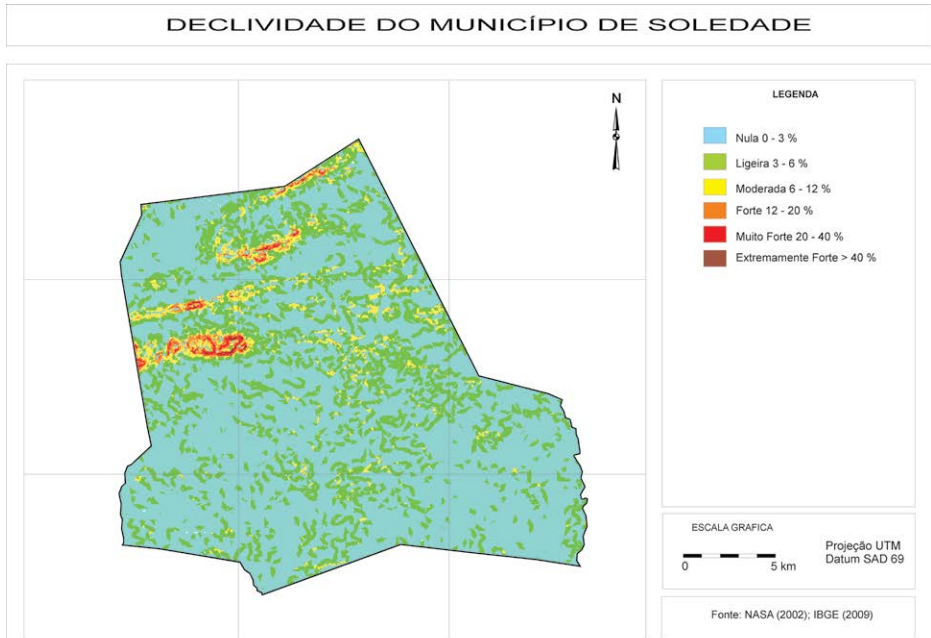 DECLIVIDADE DO MUNICÍPIO DE SOLEDADE
N
LEGENDA
Nula 0 - 3 %
Ligeira 3 - 6 %
Moderada 6 - 12 %
Forte 12 - 20 %
Muito Forte 20 - 40 %
Extremamente Forte > 40 %
ESCALA GRAFICA
0 5 km
Projeção UTM
Datum SAD 69
Fonte: NASA (2002); IBGE (2009)